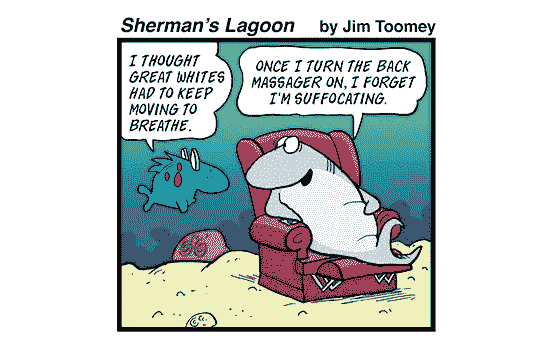 Sherman's Lagoon by Jim Toomey
I THOUGHT
GREAT WHITES
HAD TO KEEP
MOVING TO
BREATHE.
ONCE I TURN THE BACK
MASSAGER ON, I FORGET
I'M SUFFOCATING.